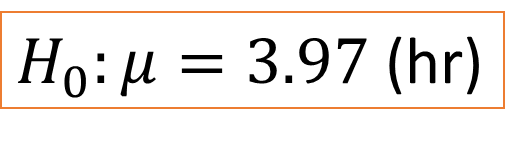 H₀: μ = 3.97 (hr)